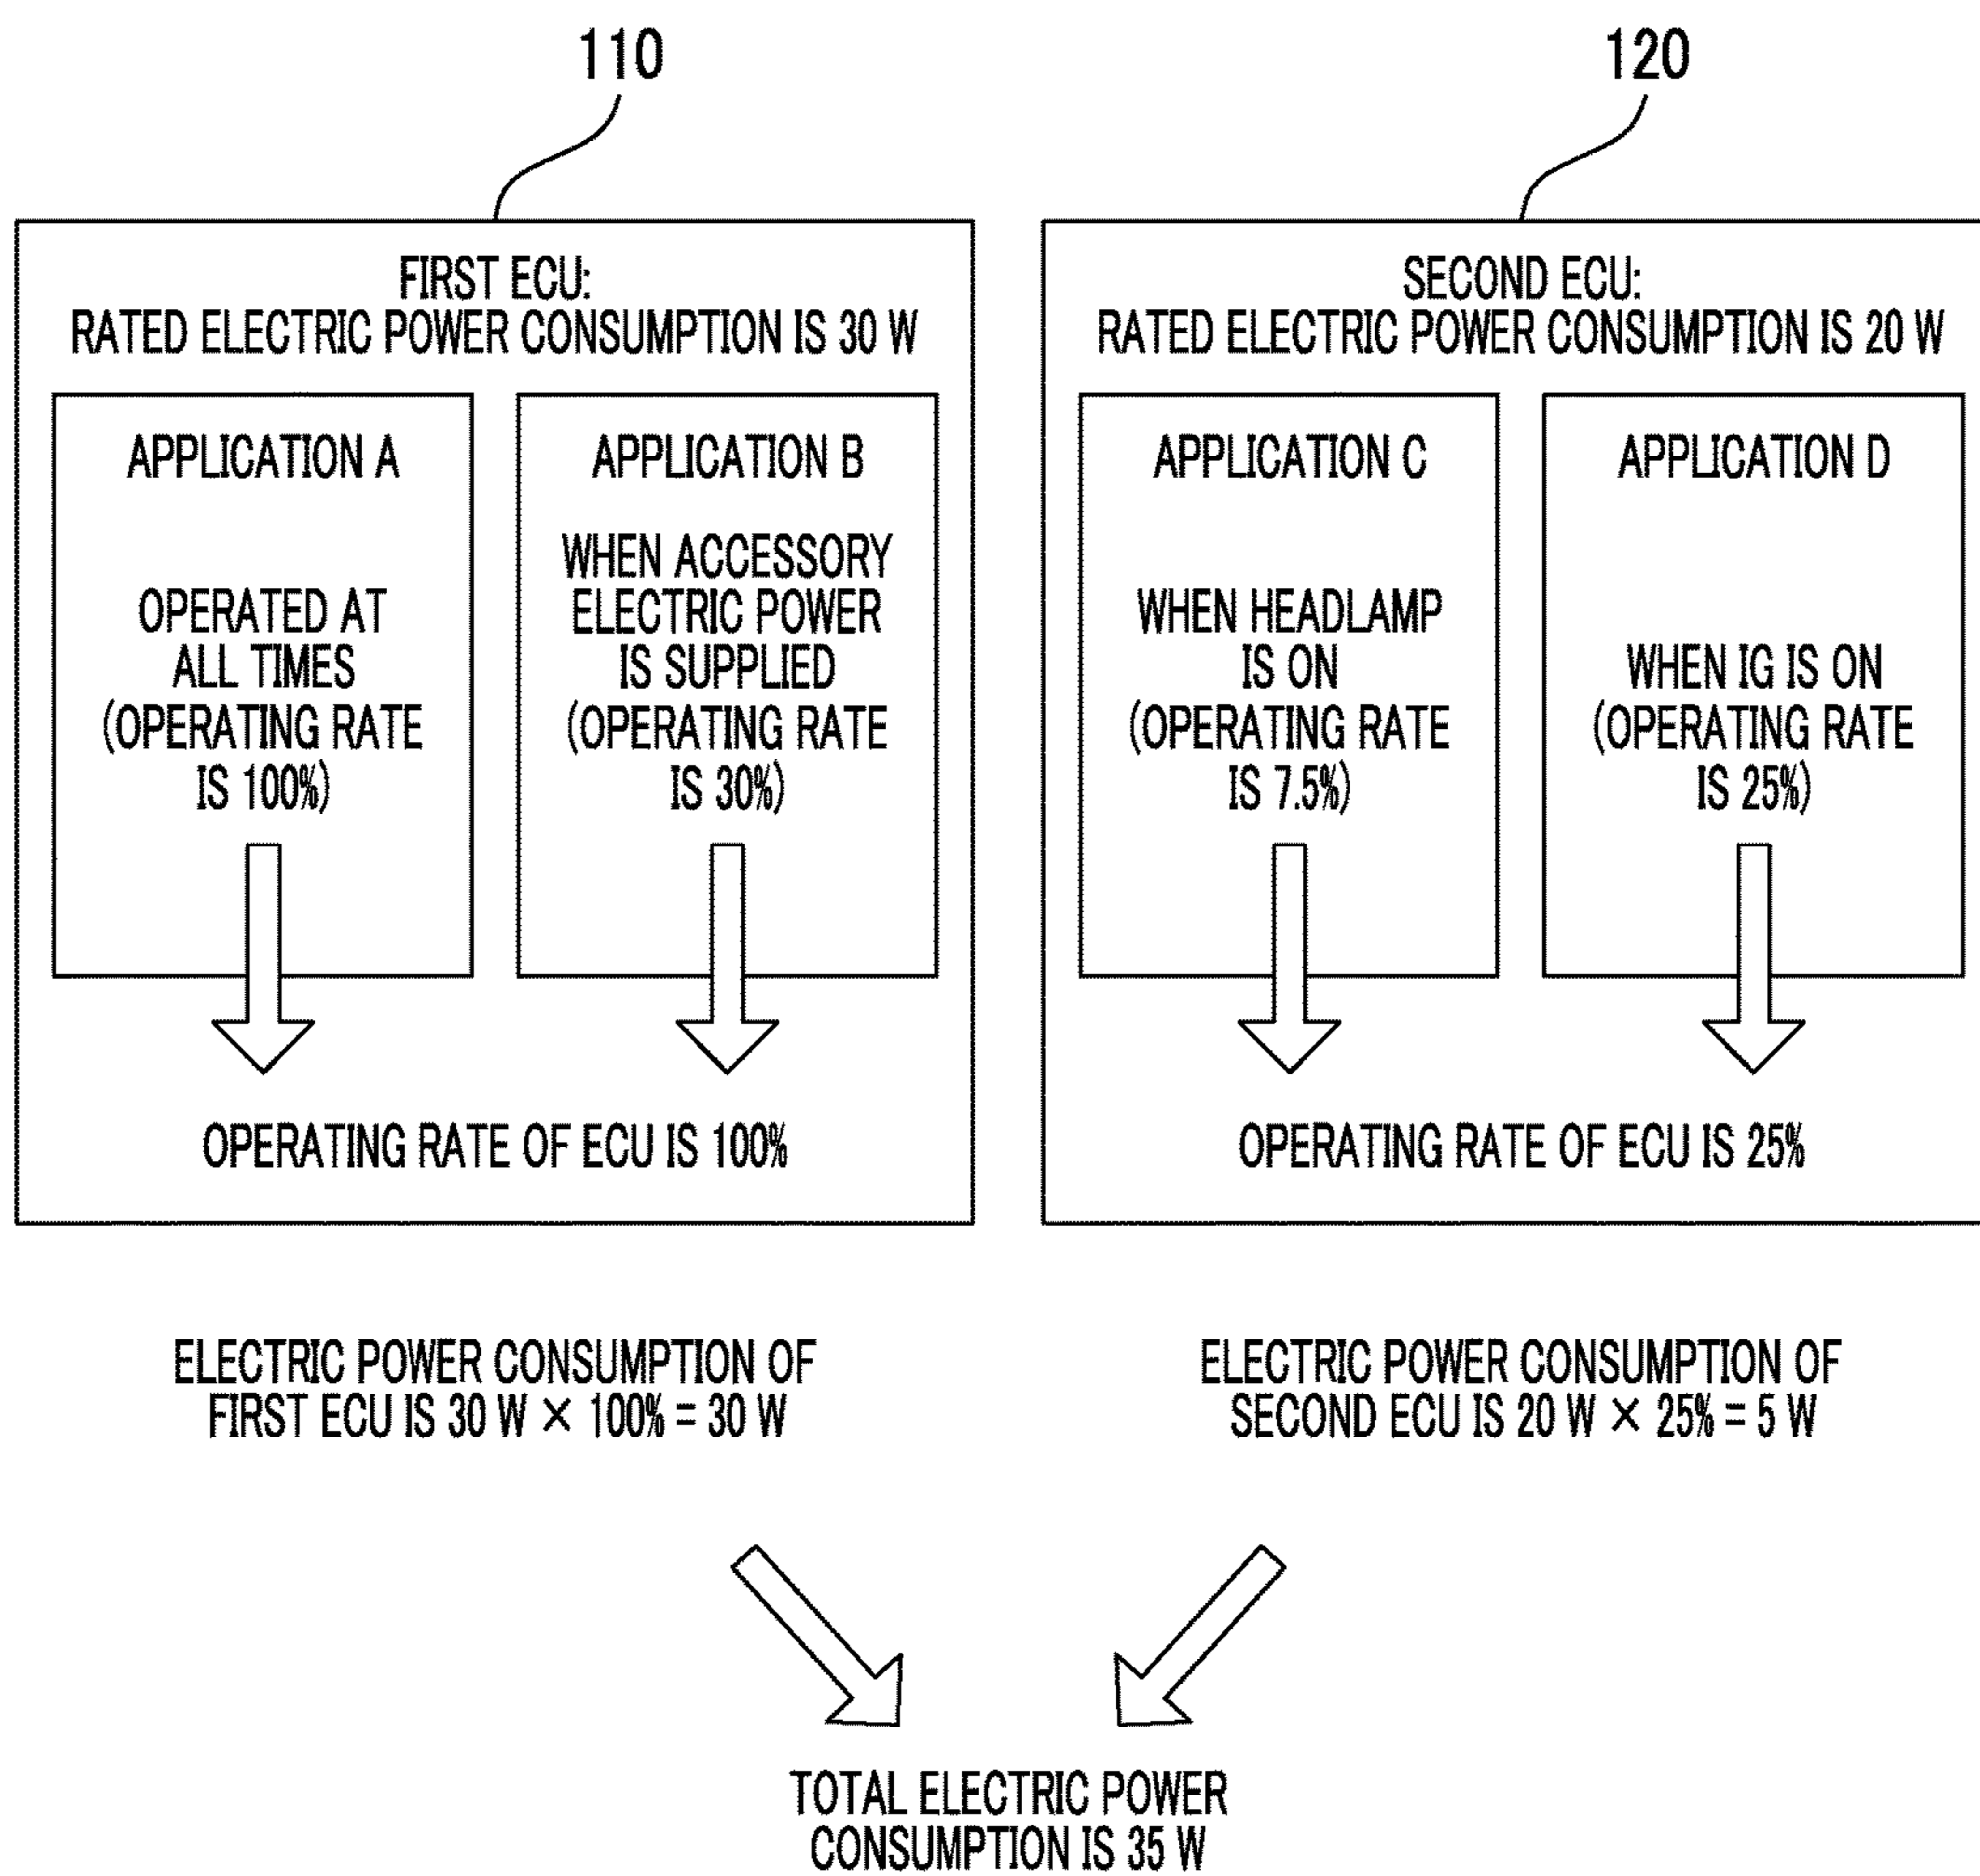 110
120
FIRST ECU:
RATED ELECTRIC POWER CONSUMPTION IS 30 W
APPLICATION A
OPERATED AT
ALL TIMES
(OPERATING RATE
IS 100%)
APPLICATION B
WHEN ACCESSORY
ELECTRIC POWER
IS SUPPLIED
(OPERATING RATE
IS 30%)
OPERATING RATE OF ECU IS 100%
SECOND ECU:
RATED ELECTRIC POWER CONSUMPTION IS 20 W
APPLICATION C
WHEN HEADLAMP
IS ON
(OPERATING RATE
IS 7.5%)
APPLICATION D
WHEN IG IS ON
(OPERATING RATE
IS 25%)
OPERATING RATE OF ECU IS 25%
ELECTRIC POWER CONSUMPTION OF
FIRST ECU IS 30 W × 100% = 30 W
ELECTRIC POWER CONSUMPTION OF
SECOND ECU IS 20 W × 25% = 5 W
TOTAL ELECTRIC POWER
CONSUMPTION IS 35 W